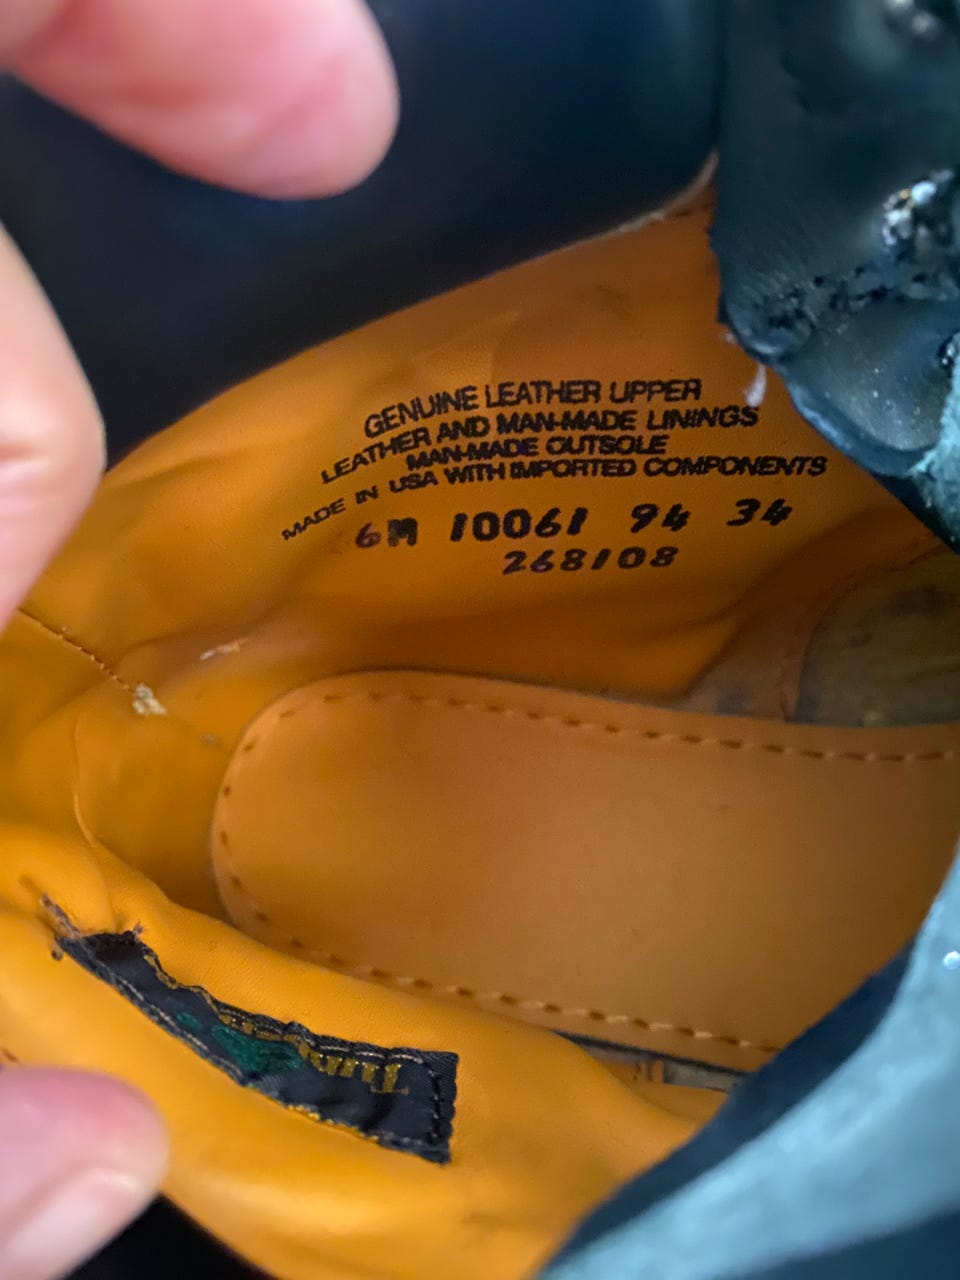 GENUINE LEATHER UPPER
LEATHER AND MAN-MADE LININGS
MAN-MADE OUTSOLE
MADE IN USA WITH IMPORTED COMPONENTS
6M 10061 94 34
268108